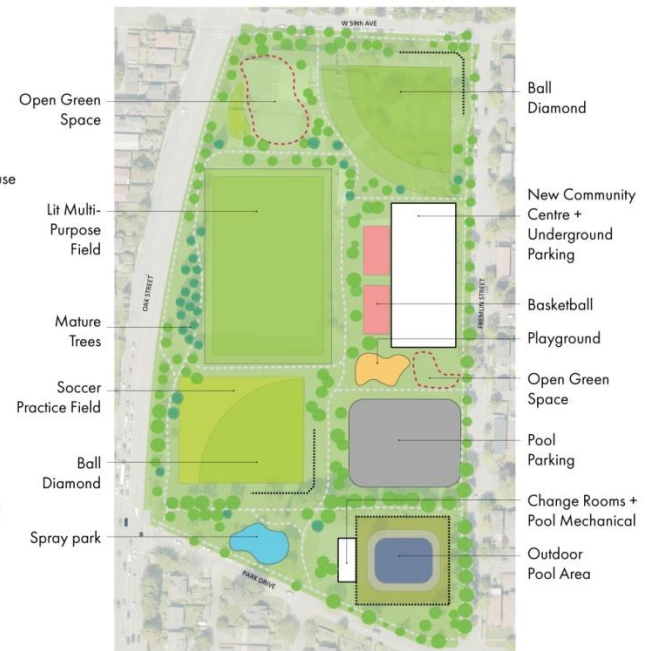 W 59th AVE
Open Green
Space
use
Lit Multi-
Purpose
Field
OAK STREET
Mature
Trees
Soccer
Practice Field
Ball
Diamond
Spray park
PARK DRIVE
Ball
Diamond
New Community
Centre +
Underground
Parking
FREMLIN STREET
Basketball
Playground
Open Green
Space
Pool
Parking
Change Rooms +
Pool Mechanical
Outdoor
Pool Area